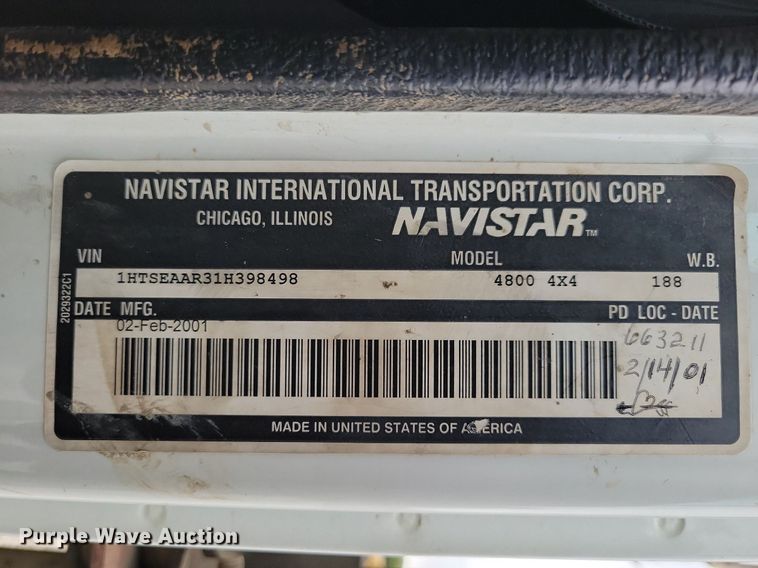 NAVISTAR INTERNATIONAL TRANSPORTATION CORP.
CHICAGO, ILLINOIS NAVISTAR TM
VIN MODEL W.B.
1HTSEAAR31H398498 4800 4X4 188
2029322C1
DATE MFG. PD LOC - DATE
02-Feb-2001
663211
2/14/01
MADE IN UNITED STATES OF AMERICA
Purple Wave Auction